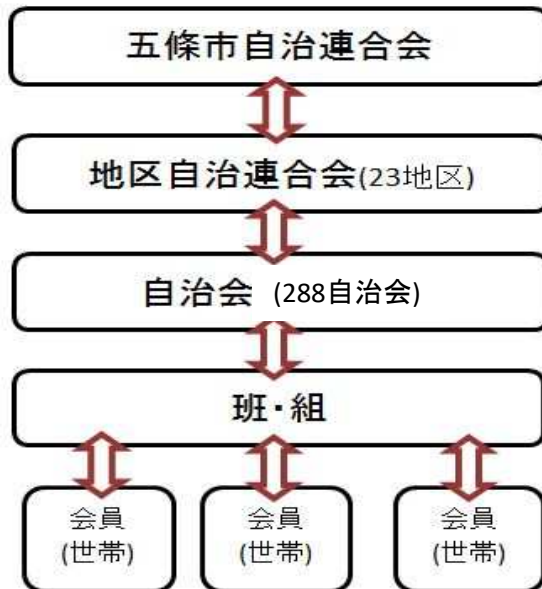 五條市自治連合会
地区自治連合会(23地区)
自治会 (288自治会)
班・組
会員
(世帯)
会員
(世帯)
会員
(世帯)